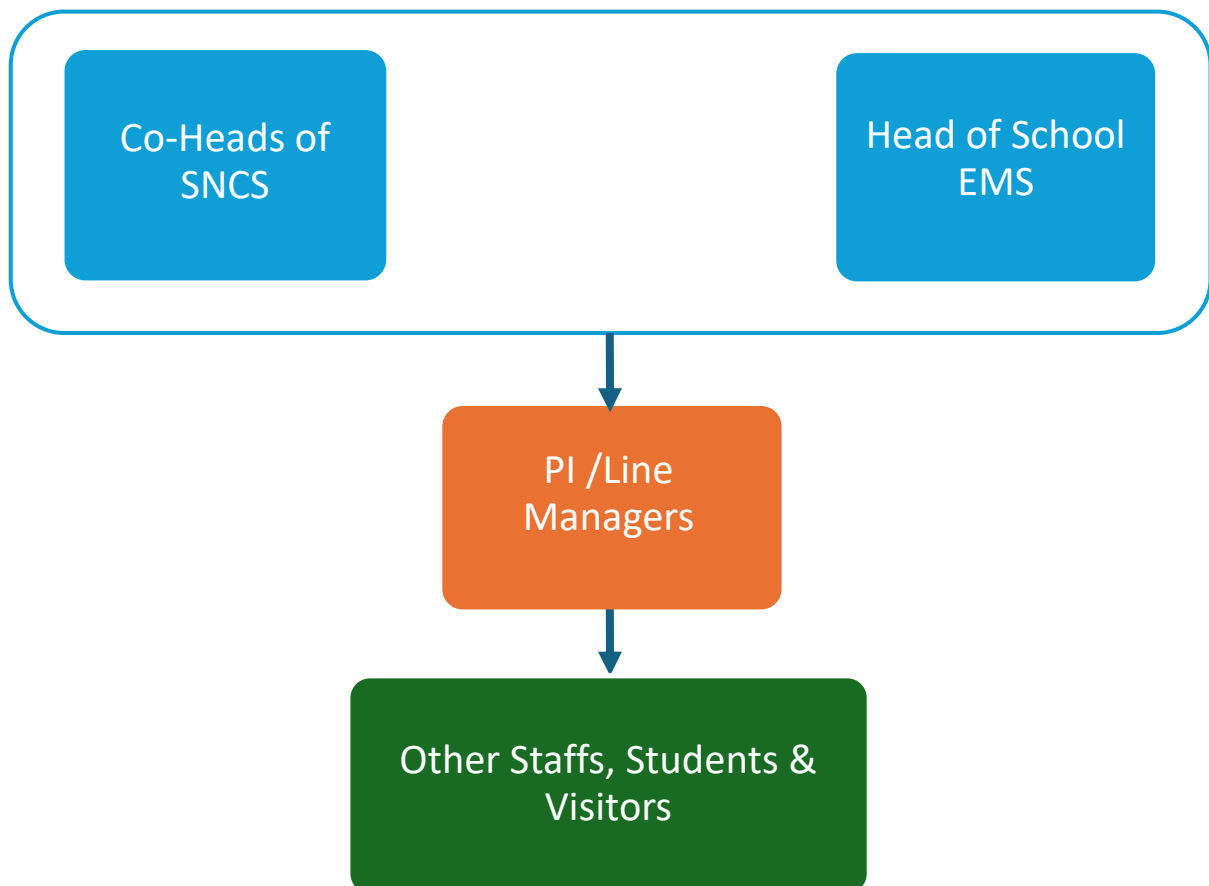 Co-Heads of
SNCS
Head of School
EMS
PI /Line
Managers
Other Staffs, Students &
Visitors